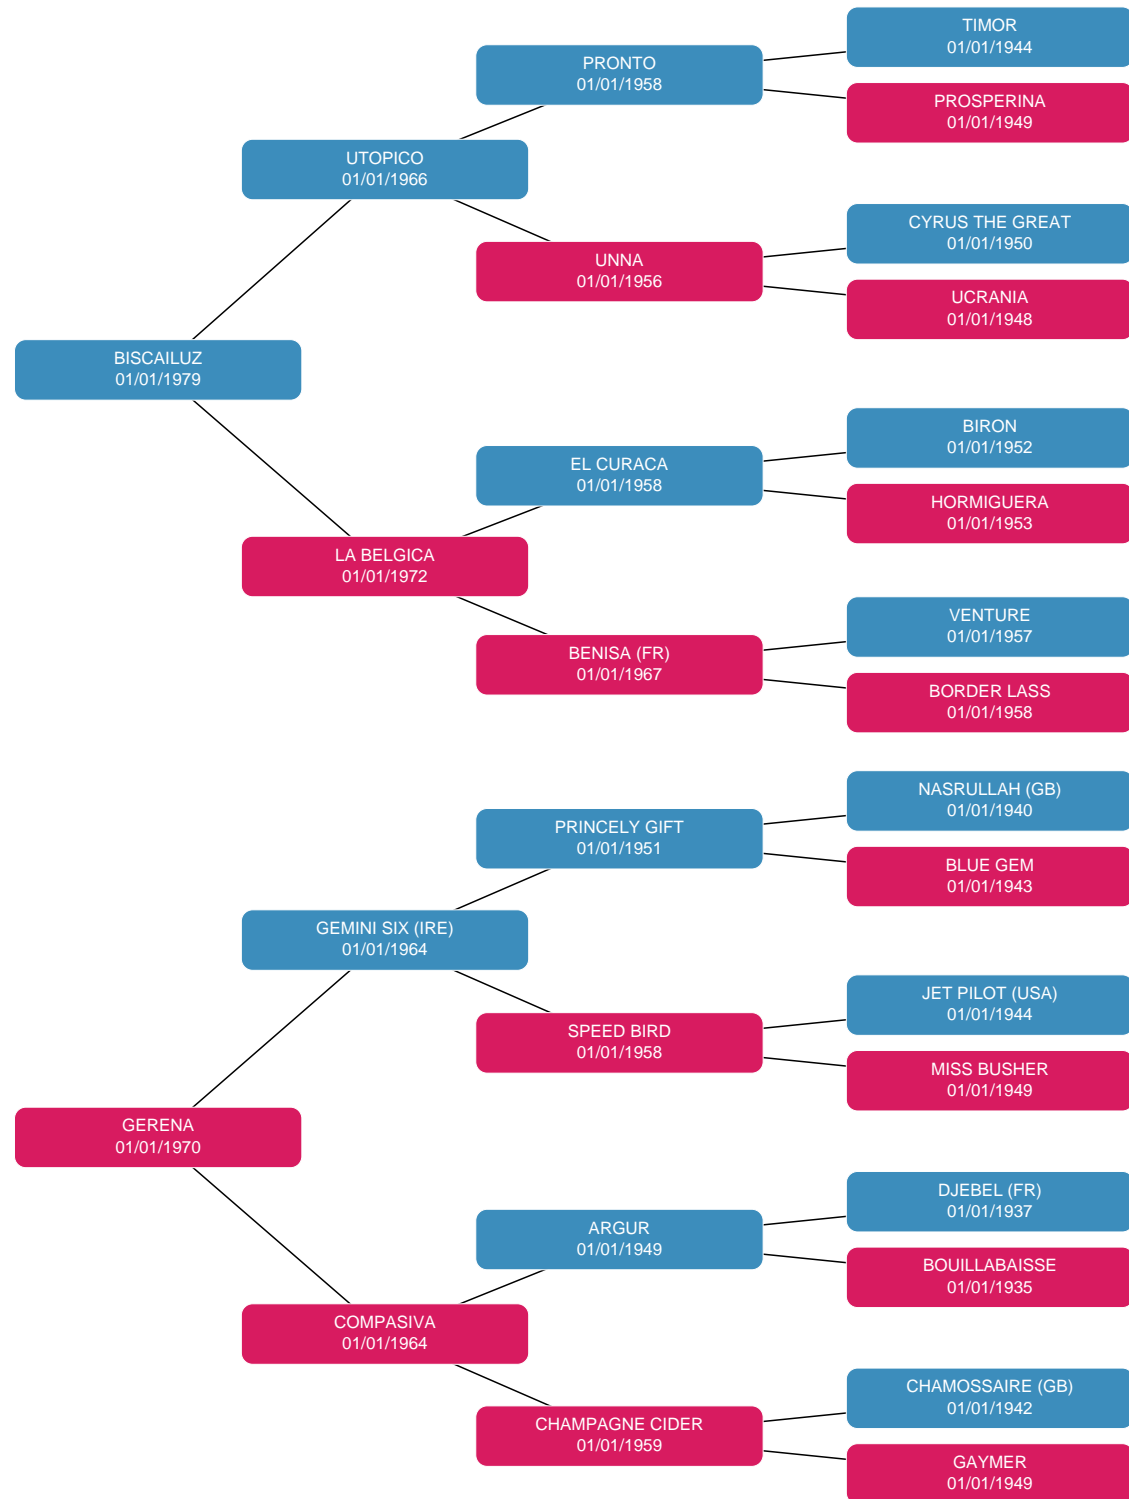 TIMOR
01/01/1944
PRONTO
01/01/1958
PROSPERINA
01/01/1949
UTOPICO
01/01/1966
CYRUS THE GREAT
01/01/1950
UNNA
01/01/1956
UCRANIA
01/01/1948
BISCAILUZ
01/01/1979
BIRON
01/01/1952
EL CURACA
01/01/1958
HORMIGUERA
01/01/1953
LA BELGICA
01/01/1972
VENTURE
01/01/1957
BENISA (FR)
01/01/1967
BORDER LASS
01/01/1958
NASRULLAH (GB)
01/01/1940
PRINCELY GIFT
01/01/1951
BLUE GEM
01/01/1943
GEMINI SIX (IRE)
01/01/1964
JET PILOT (USA)
01/01/1944
SPEED BIRD
01/01/1958
MISS BUSHER
01/01/1949
GERENA
01/01/1970
DJEBEL (FR)
01/01/1937
ARGUR
01/01/1949
BOUILLABAISSE
01/01/1935
COMPASIVA
01/01/1964
CHAMOSSAIRE (GB)
01/01/1942
CHAMPAGNE CIDER
01/01/1959
GAYMER
01/01/1949